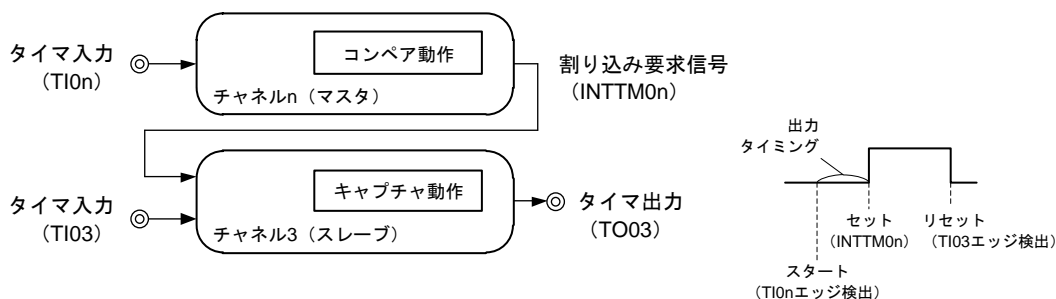 タイマ入力
（TI0n）
コンペア動作
チャネルn（マスタ）
割り込み要求信号
（INTTM0n）
タイマ入力
（TI03）
キャプチャ動作
チャネル3（スレーブ）
タイマ出力
（TO03）
出力
タイミング
セット
（INTTM0n）
リセット
（TI03エッジ検出）
スタート
（TI0nエッジ検出）